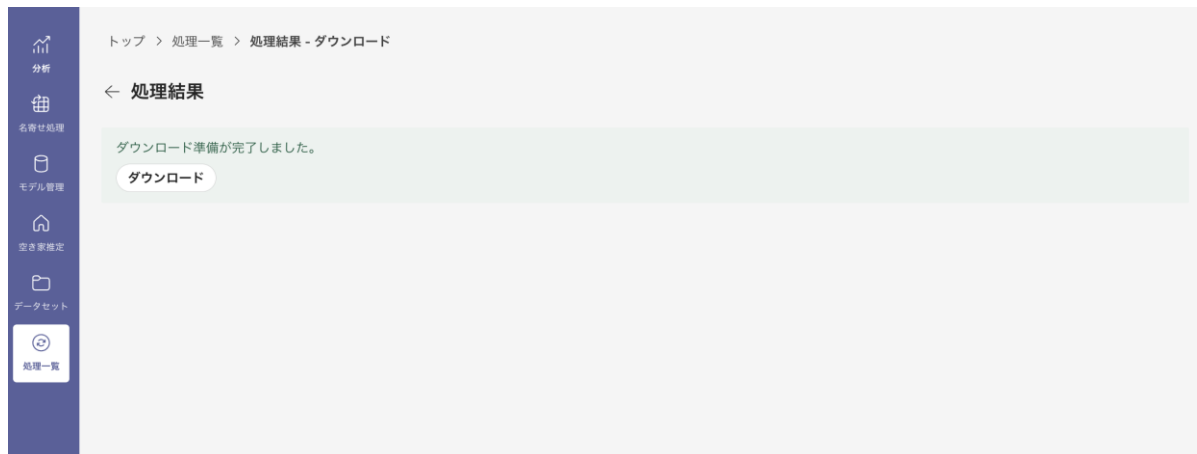 トップ > 処理一覧 > 処理結果 - ダウンロード
← 処理結果
ダウンロード準備が完了しました。
ダウンロード
分析
名寄せ処理
モデル管理
空き家推定
データセット
処理一覧